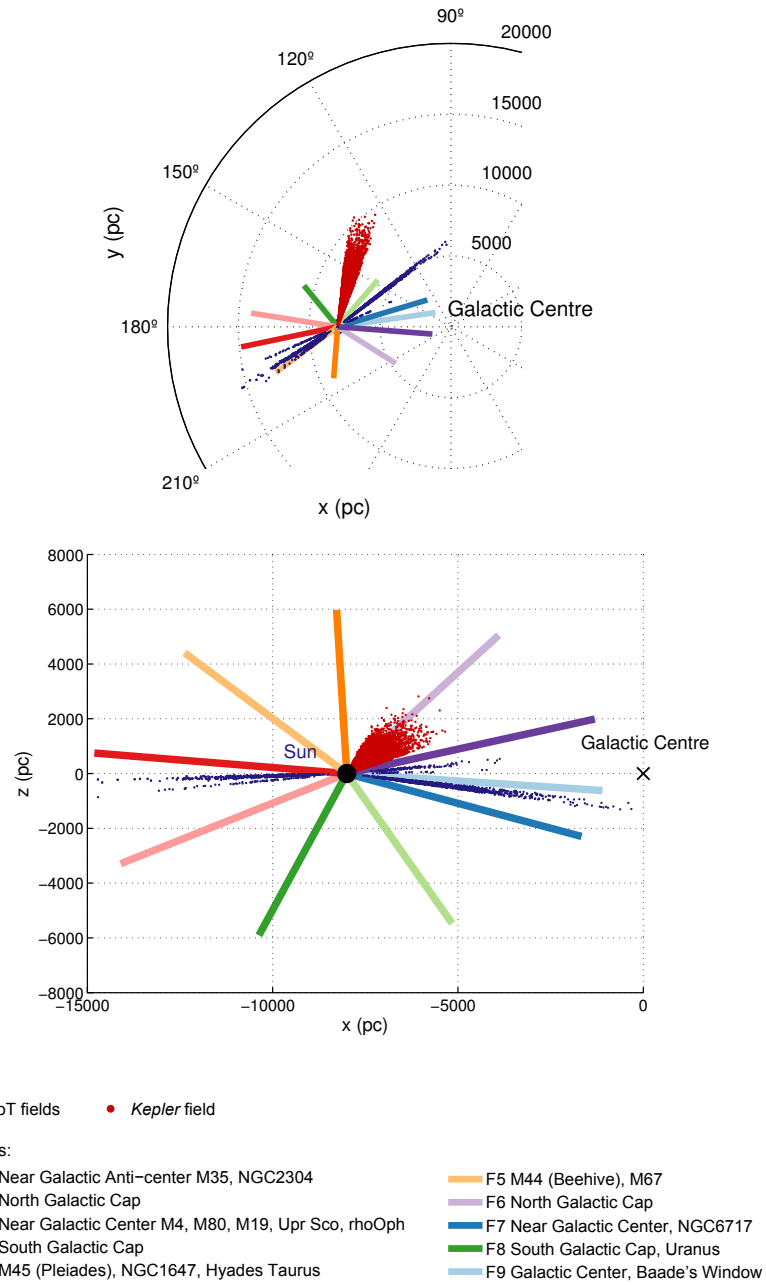 90º
20000
120º
15000
150º
10000
5000
y (pc)
Galactic Centre
180º
210º
x (pc)
8000
6000
4000
2000
Sun
Galactic Centre
z (pc)
0
−2000
−4000
−6000
−8000
−15000
−10000
−5000
0
x (pc)
oT fields
Kepler field
s:
Near Galactic Anti−center M35, NGC2304
F5 M44 (Beehive), M67
North Galactic Cap
F6 North Galactic Cap
Near Galactic Center M4, M80, M19, Upr Sco, rhoOph
F7 Near Galactic Center, NGC6717
South Galactic Cap
F8 South Galactic Cap, Uranus
M45 (Pleiades), NGC1647, Hyades Taurus
F9 Galactic Center, Baade's Window